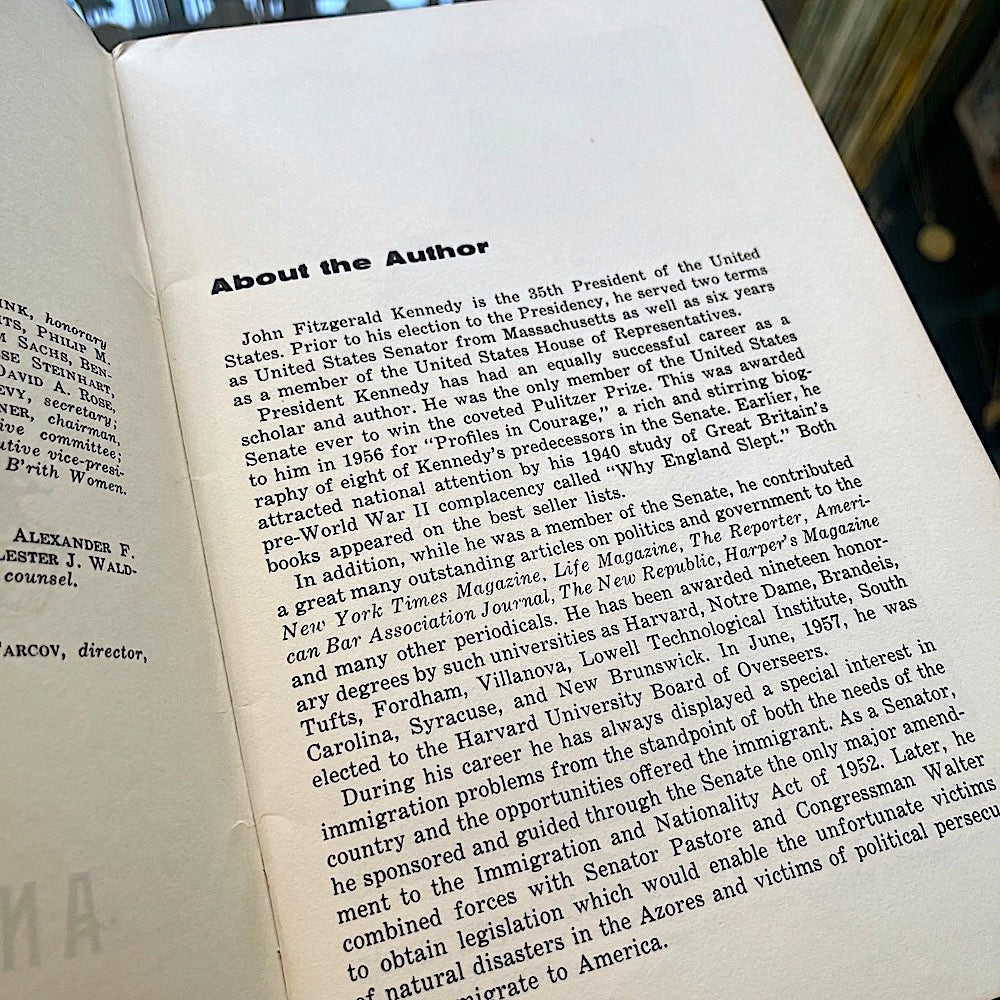 INK, honorary
PHILIP M.
SACHS, BEN-
STEINHART,
DAVID A. ROSE,
secretary;
chairman,
committee;
vice-presi-
B'rith Women.
ALEXANDER F.
LESTER J. WALD-
counsel.
director,
About the Author
John Fitzgerald Kennedy is the 35th President of the United
States. Prior to his election to the Presidency, he served two terms
as United States Senator from Massachusetts as well as six years
as a member of the United States House of Representatives.
President Kennedy has had an equally successful career as a
scholar and author. He was the only member of the United States
Senate ever to win the coveted Pulitzer Prize. This was awarded
to him in 1956 for "Profiles in Courage," a rich and stirring biog-
raphy of eight of Kennedy's predecessors in the Senate. Earlier, he
attracted national attention by his 1940 study of Great Britain's
pre-World War II complacency called "Why England Slept." Both
books appeared on the best seller lists.
In addition, while he was a member of the Senate, he contributed
a great many outstanding articles on politics and government to the
New York Times Magazine, Life Magazine, The Reporter, Ameri-
can Bar Association Journal, The New Republic, Harper's Magazine
and many other periodicals. He has been awarded nineteen honor-
ary degrees by such universities as Harvard, Notre Dame, Brandeis,
Tufts, Fordham, Villanova, Lowell Technological Institute, South
Carolina, Syracuse, and New Brunswick. In June, 1957, he was
elected to the Harvard University Board of Overseers.
During his career he has always displayed a special interest in
immigration problems from the standpoint of both the needs of the
country and the opportunities offered the immigrant. As a Senator,
he sponsored and guided through the Senate the only major amend-
ment to the Immigration and Nationality Act of 1952. Later, he
combined forces with Senator Pastore and Congressman Walter
to obtain legislation which would enable the unfortunate victims
of natural disasters in the Azores and victims of political persecu
migrate to America.